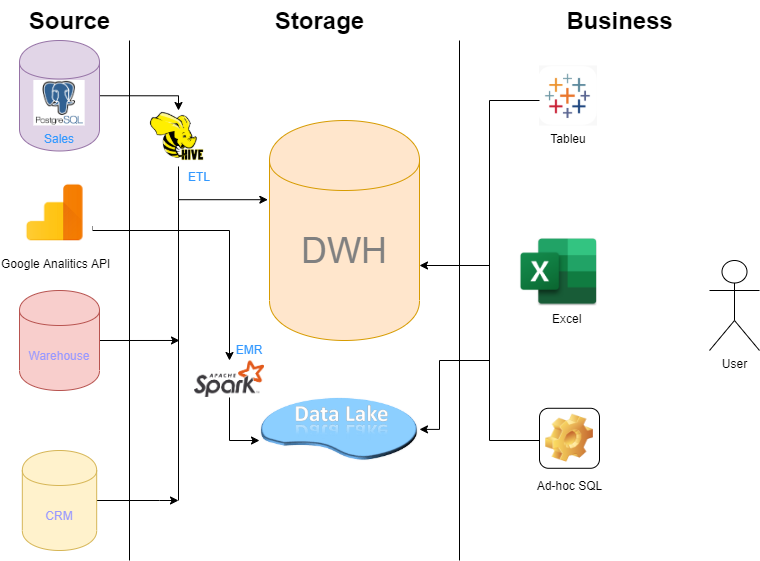 Source
Storage
Business
PostgreSQL
Sales
HIVE
ETL
Tableu
DWH
Google Analitics API
X
Excel
User
Warehouse
EMR
APACHE
Spark
Data Lake
Ad-hoc SQL
CRM